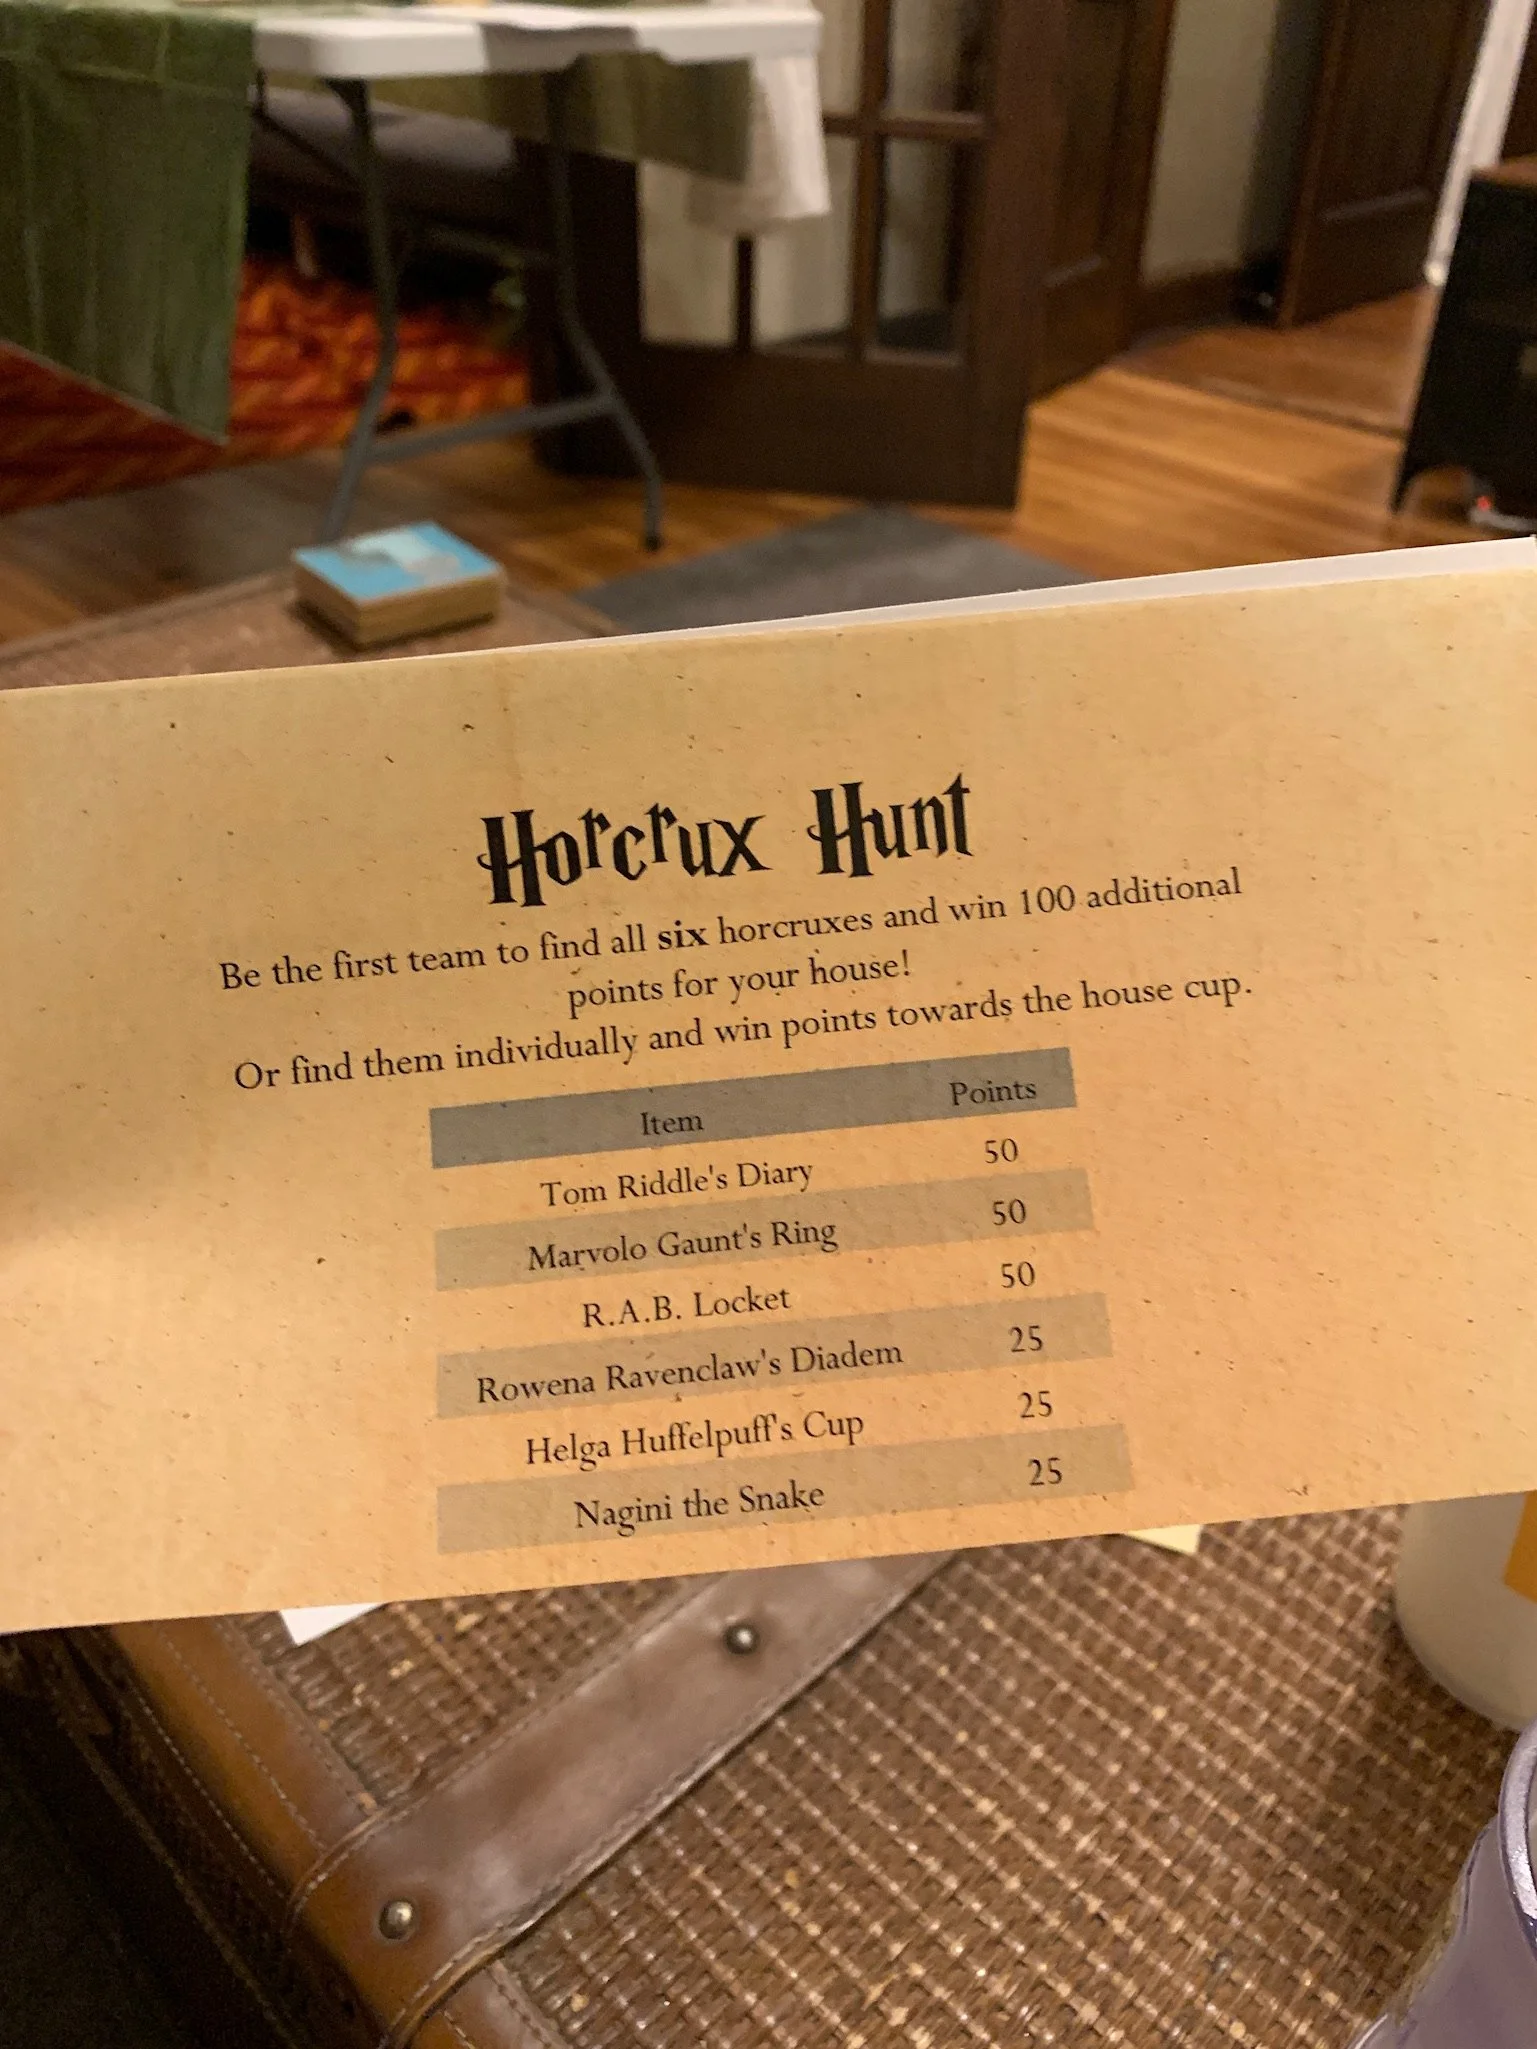 Horcrux Hunt
Be the first team to find all six horcruxes and win 100 additional
points for your house!
Or find them individually and win points towards the house cup.
Item Points
Tom Riddle's Diary 50
Marvolo Gaunt's Ring 50
R.A.B. Locket 50
Rowena Ravenclaw's Diadem 25
Helga Huffelpuff's Cup 25
Nagini the Snake 25